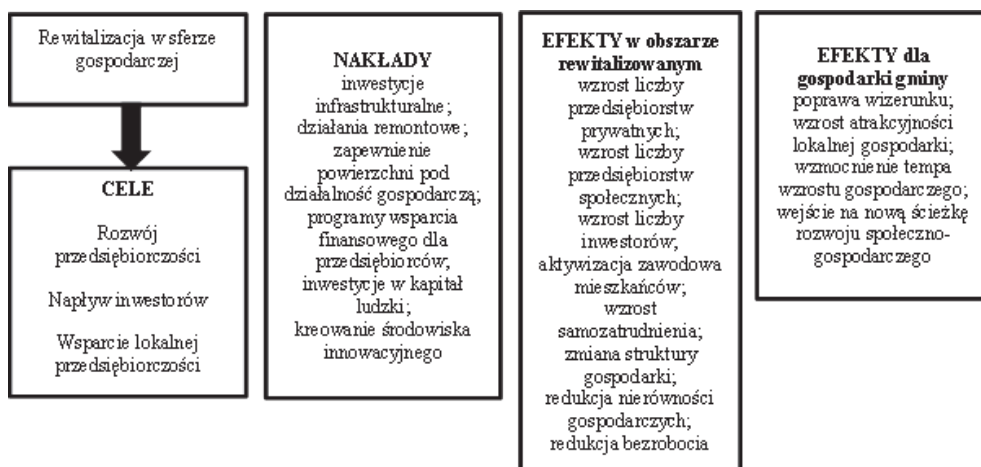 Rewitalizacja w sferze
gospodarczej
CELE
Rozwój
przedsiębiorczości
Napływ inwestorów
Wsparcie lokalnej
przedsiębiorczości
NAKŁADY
inwestycje
infrastrukturalne;
działania remontowe;
zapewnienie
powierzchni pod
działalność gospodarczą;
programy wsparcia
finansowego dla
przedsiębiorców;
inwestycje w kapitał
ludzki;
kreowanie środowiska
innowacyjnego
EFEKTY w obszarze
rewitalizowanym
wzrost liczby
przedsiębiorstw
prywatnych;
wzrost liczby
przedsiębiorstw
społecznych;
wzrost liczby
inwestorów;
aktywizacja zawodowa
mieszkańców;
wzrost
samozatrudnienia;
zmiana struktury
gospodarki;
redukcja nierówności
gospodarczych;
redukcja bezrobocia
EFEKTY dla
gospodarki gminy
poprawa wizerunku;
wzrost atrakcyjności
lokalnej gospodarki;
wzmocnienie tempa
wzrostu gospodarczego;
wejście na nową ścieżkę
rozwoju społeczno-
gospodarczego